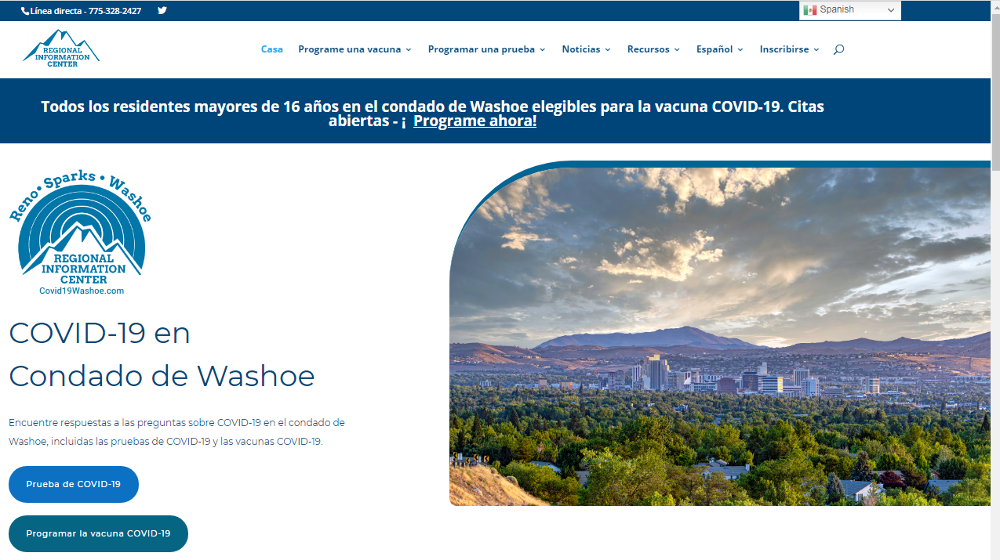 Línea directa - 775-328-2427
Spanish
REGIONAL
INFORMATION
CENTER
Casa
Programe una vacuna
Programar una prueba
Noticias
Recursos
Español
Inscribirse
Todos los residentes mayores de 16 años en el condado de Washoe elegibles para la vacuna COVID-19. Citas
abiertas - ¡ Programe ahora!
Reno • Sparks • Washoe
REGIONAL
INFORMATION
CENTER
Covid19Washoe.com
COVID-19 en
Condado de Washoe
Encuentre respuestas a las preguntas sobre COVID-19 en el condado de
Washoe, incluidas las pruebas de COVID-19 y las vacunas COVID-19.
Prueba de COVID-19
Programar la vacuna COVID-19